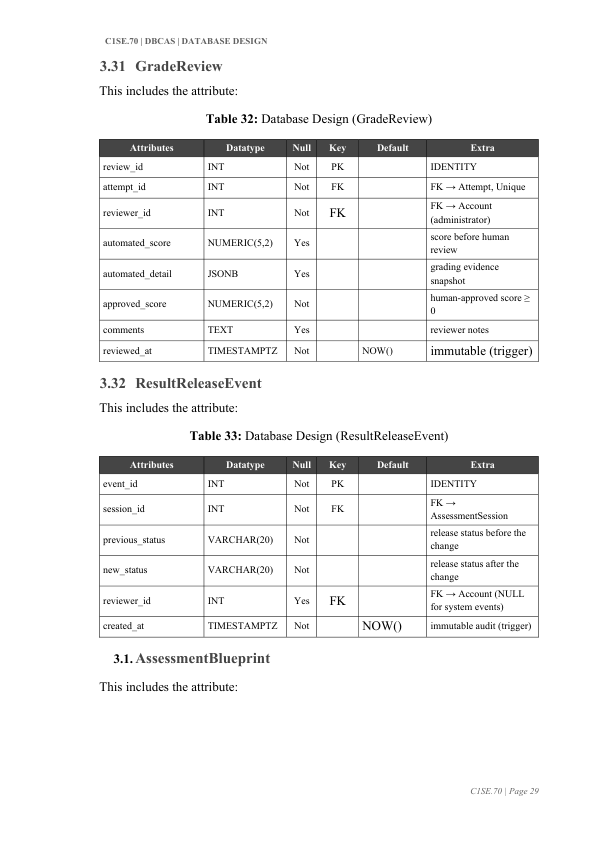 C1SE.70 | DBCAS | DATABASE DESIGN
3.31 GradeReview
This includes the attribute:
Table 32: Database Design (GradeReview)
Attributes Datatype Null Key Default Extra
review_id INT Not PK IDENTITY
attempt_id INT Not FK FK → Attempt, Unique
reviewer_id INT Not FK FK → Account
(administrator)
automated_score NUMERIC(5,2) Yes score before human
review
automated_detail JSONB Yes grading evidence
snapshot
approved_score NUMERIC(5,2) Not human-approved score ≥
0
comments TEXT Yes reviewer notes
reviewed_at TIMESTAMPTZ Not NOW() immutable (trigger)
3.32 ResultReleaseEvent
This includes the attribute:
Table 33: Database Design (ResultReleaseEvent)
Attributes Datatype Null Key Default Extra
event_id INT Not PK IDENTITY
session_id INT Not FK FK →
AssessmentSession
previous_status VARCHAR(20) Not release status before the
change
new_status VARCHAR(20) Not release status after the
change
reviewer_id INT Yes FK FK → Account (NULL
for system events)
created_at TIMESTAMPTZ Not NOW() immutable audit (trigger)
3.1. AssessmentBlueprint
This includes the attribute:
C1SE.70 | Page 29